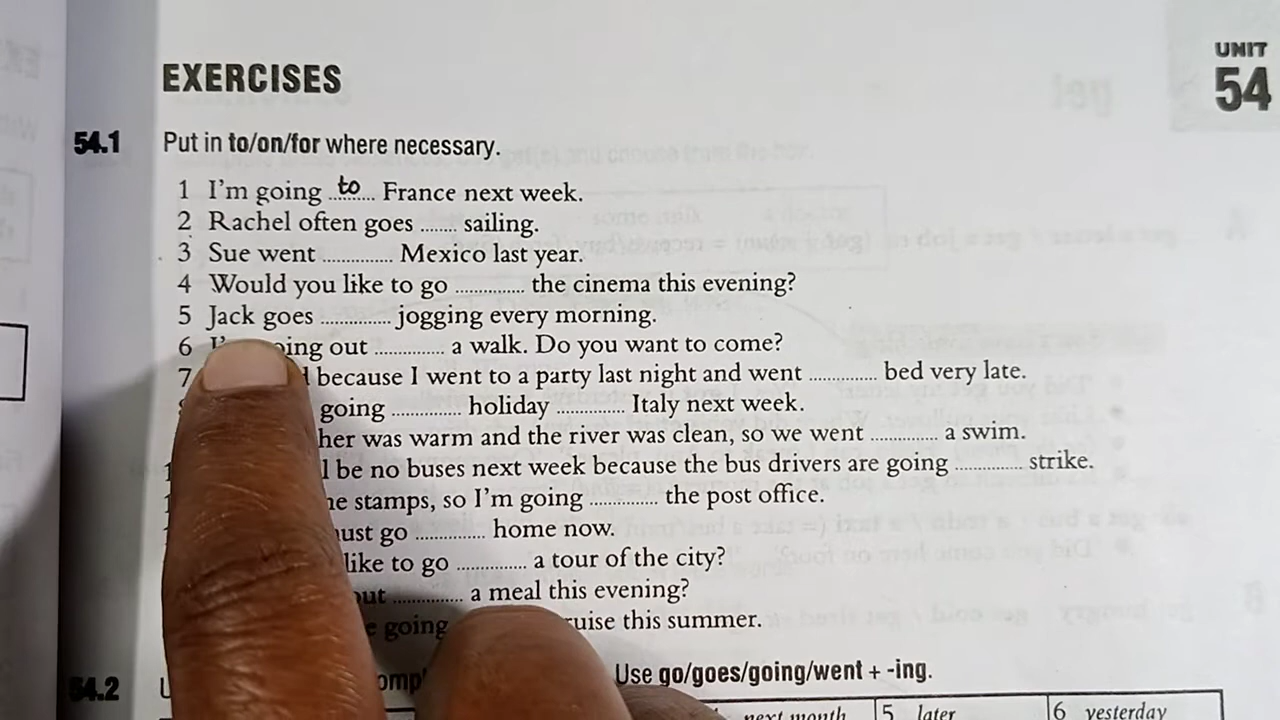 UNIT
54
EXERCISES
54.1 Put in to/on/for where necessary.
1 I'm going ..to.. France next week.
2 Rachel often goes ........ sailing.
3 Sue went ............. Mexico last year.
4 Would you like to go ............. the cinema this evening?
5 Jack goes ............. jogging every morning.
6 out ............. a walk. Do you want to come?
7 because I went to a party last night and went ............. bed very late.
going ............. holiday ............. Italy next week.
was warm and the river was clean, so we went ............. a swim.
be no buses next week because the bus drivers are going ............. strike.
stamps, so I'm going ............. the post office.
go ............. home now.
like to go ............. a tour of the city?
............. a meal this evening?
going this summer.
54.2 Use go/goes/going/went + -ing.
next month 5 later 6 yesterday